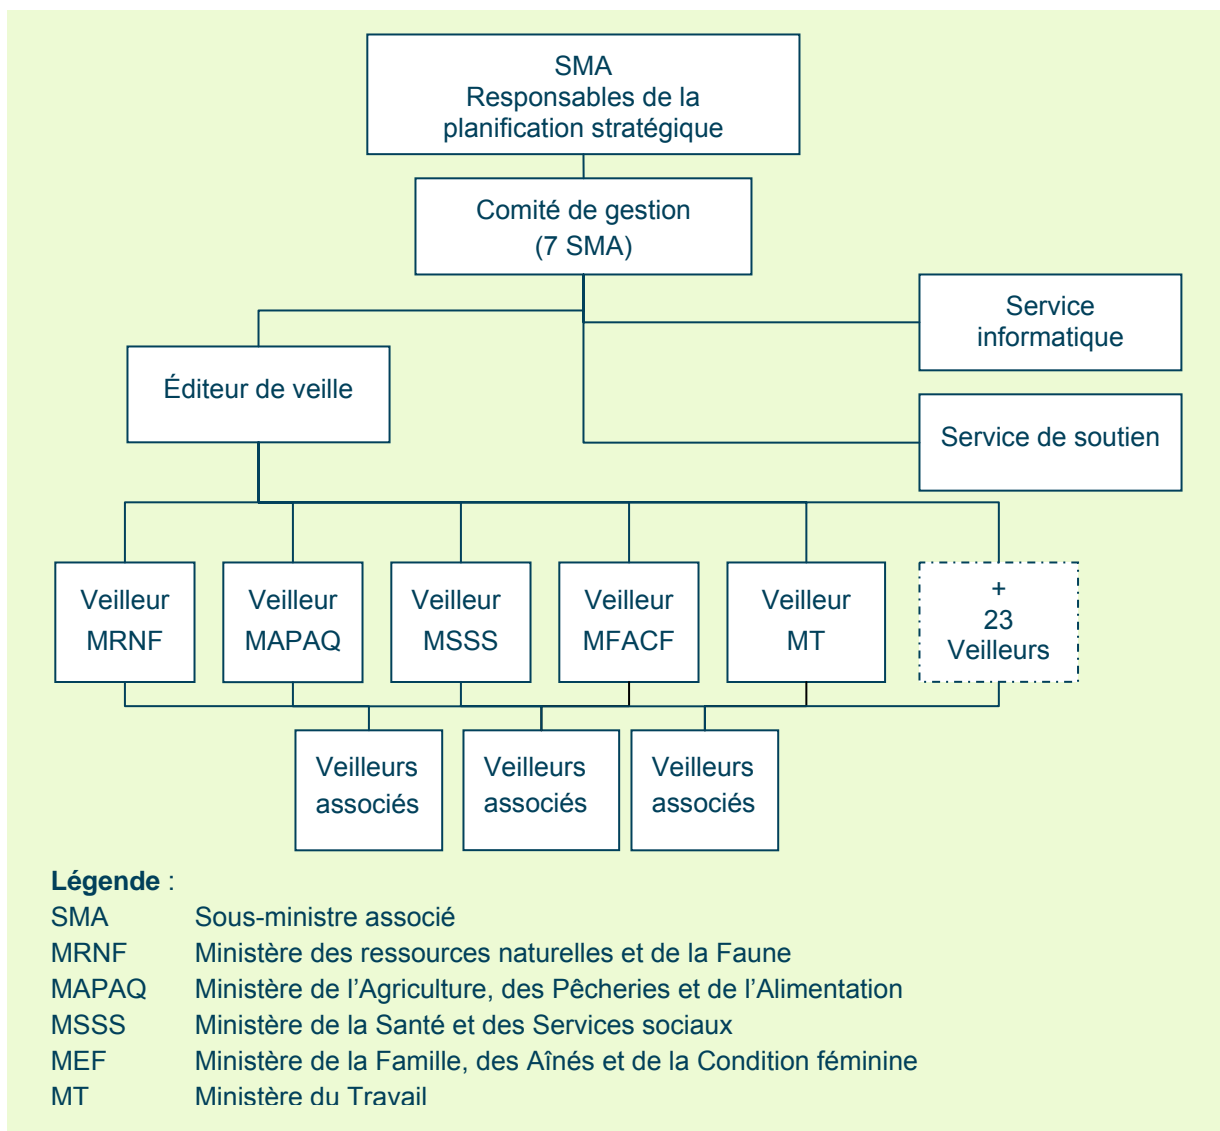 SMA
Responsables de la
planification stratégique
Comité de gestion
(7 SMA)
Service
informatique
Éditeur de veille
Service de soutien
Veilleur
MRNF
Veilleur
MAPAQ
Veilleur
MSSS
Veilleur
MFACF
Veilleur
MT
+
23
Veilleurs
Veilleurs
associés
Veilleurs
associés
Veilleurs
associés
Légende :
SMA Sous-ministre associé
MRNF Ministère des ressources naturelles et de la Faune
MAPAQ Ministère de l’Agriculture, des Pêcheries et de l’Alimentation
MSSS Ministère de la Santé et des Services sociaux
MEF Ministère de la Famille, des Aînés et de la Condition féminine
MT Ministère du Travail